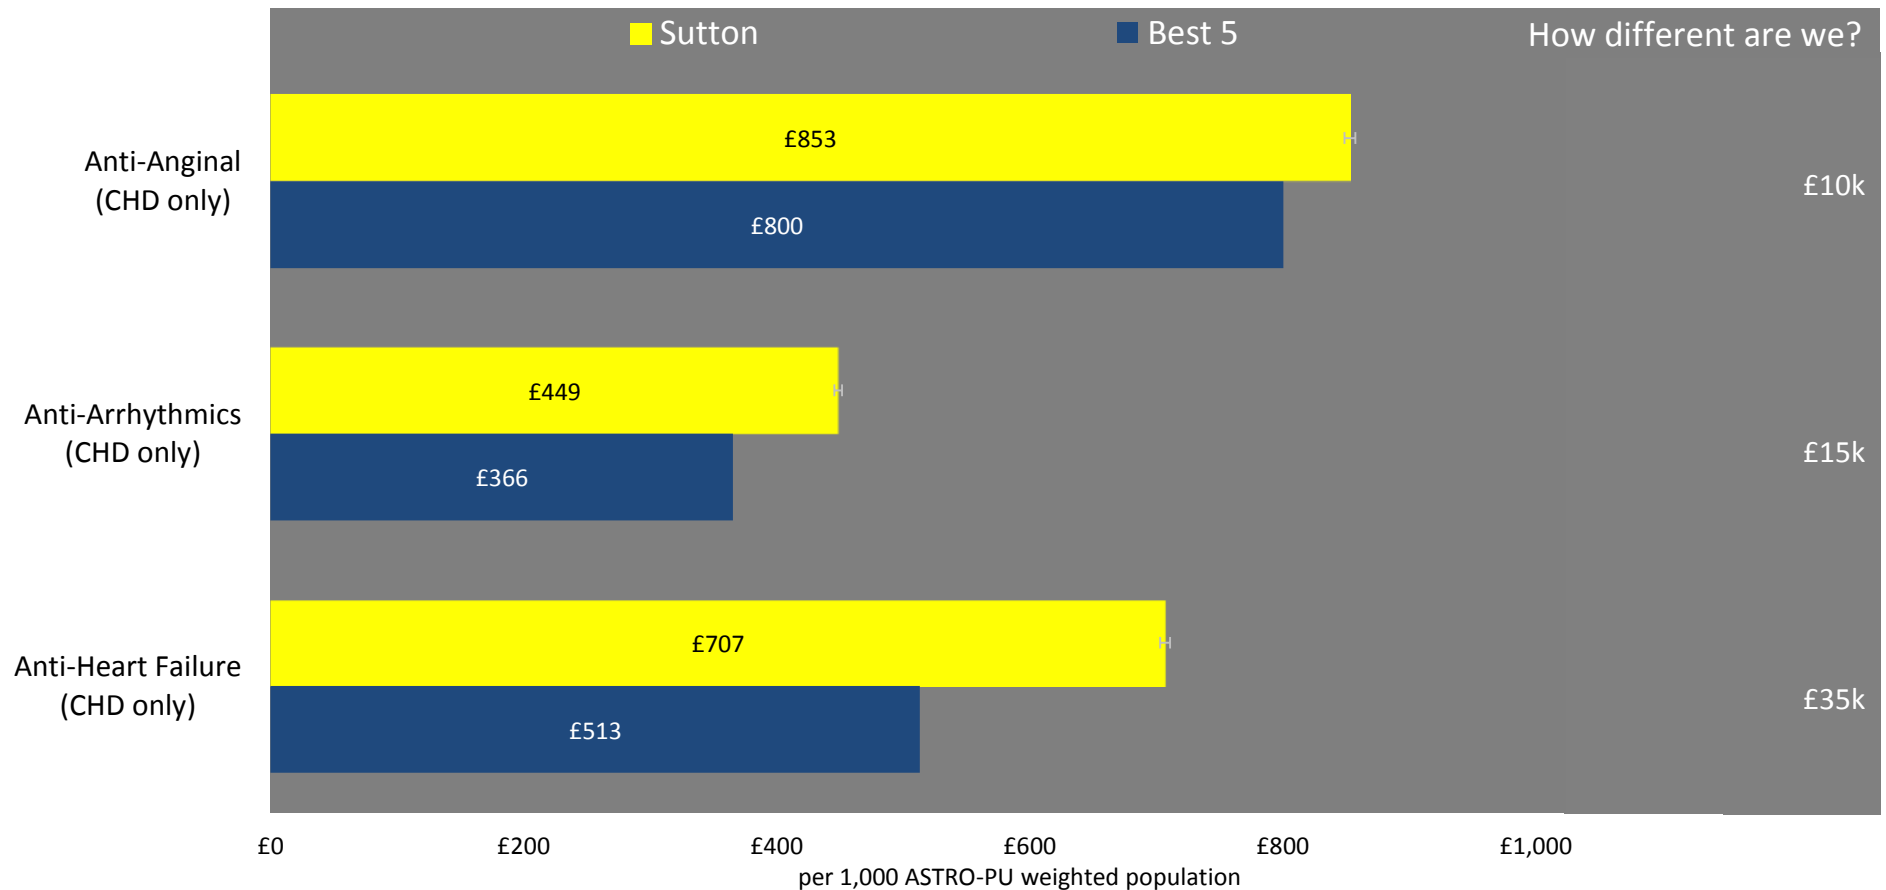 Sutton
Best 5
How different are we?
Anti-Anginal
(CHD only)
£853
£800
£10k
Anti-Arrhythmics
(CHD only)
£449
£366
£15k
Anti-Heart Failure
(CHD only)
£707
£513
£35k
£0 £200 £400 £600 £800 £1,000
per 1,000 ASTRO-PU weighted population